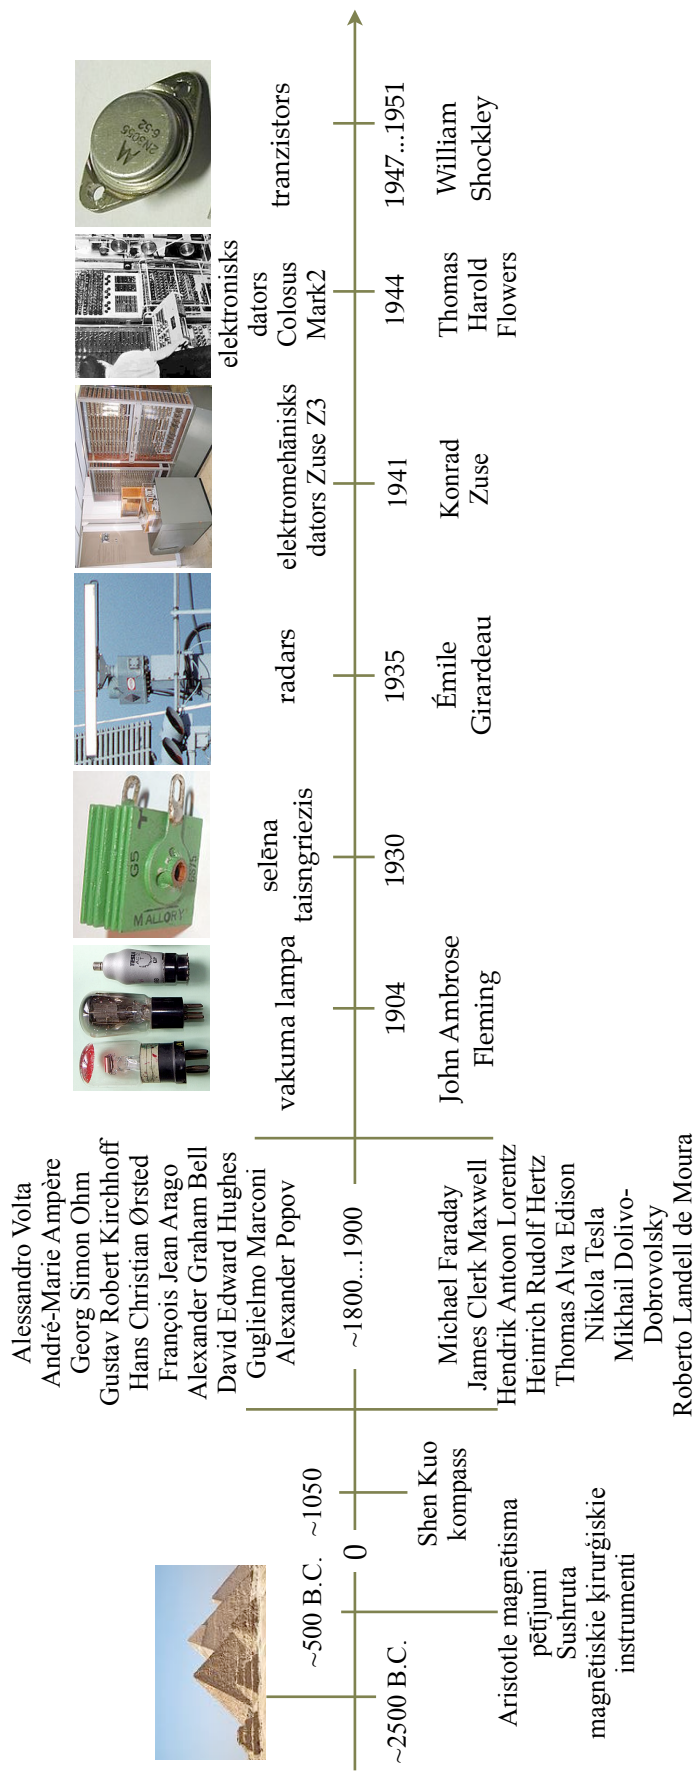 ~2500 B.C.
~500 B.C.
Aristotle magnētisma
pētījumi
Sushruta
magnētiskie ķirurģiskie
instrumenti
0
~1050
Shen Kuo
kompass
Alessandro Volta
André-Marie Ampère
Georg Simon Ohm
Gustav Robert Kirchhoff
Hans Christian Ørsted
François Jean Arago
Alexander Graham Bell
David Edward Hughes
Guglielmo Marconi
Alexander Popov
~1800...1900
Michael Faraday
James Clerk Maxwell
Hendrik Antoon Lorentz
Heinrich Rudolf Hertz
Thomas Alva Edison
Nikola Tesla
Mikhail Dolivo-
Dobrovolsky
Roberto Landell de Moura
vakuma lampa
1904
John Ambrose
Fleming
G5 Y
MALLORY
selēna
taisngriezis
1930
radars
1935
Émile
Girardeau
elektromehānisks
dators Zuse Z3
1941
Konrad
Zuse
elektronisks
dators
Colosus
Mark2
1944
Thomas
Harold
Flowers
M
2N3055
6-52
tranzistors
1947...1951
William
Shockley